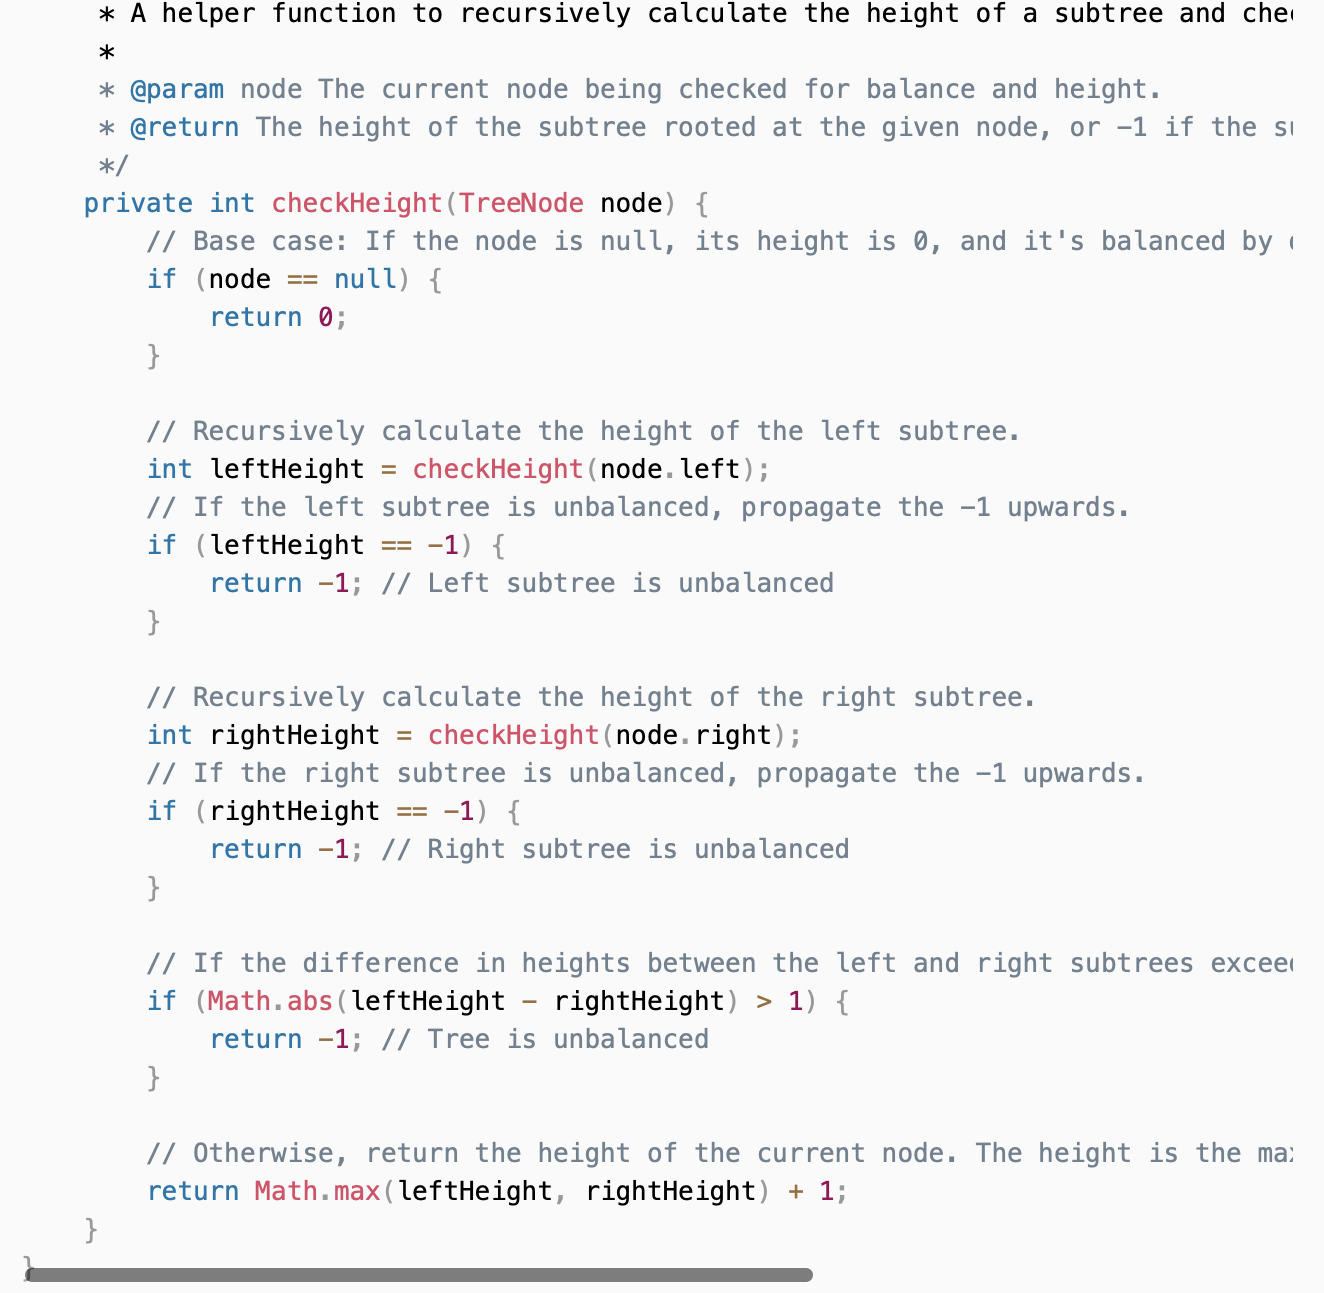 * A helper function to recursively calculate the height of a subtree and
*
* @param node The current node being checked for balance and height.
* @return The height of the subtree rooted at the given node, or -1 if the
*/
private int checkHeight(TreeNode node) {
// Base case: If the node is null, its height is 0, and it's balanced by
if (node == null) {
return 0;
}
// Recursively calculate the height of the left subtree.
int leftHeight = checkHeight(node.left);
// If the left subtree is unbalanced, propagate the -1 upwards.
if (leftHeight == -1) {
return -1; // Left subtree is unbalanced
}
// Recursively calculate the height of the right subtree.
int rightHeight = checkHeight(node.right);
// If the right subtree is unbalanced, propagate the -1 upwards.
if (rightHeight == -1) {
return -1; // Right subtree is unbalanced
}
// If the difference in heights between the left and right subtrees
if (Math.abs(leftHeight - rightHeight) > 1) {
return -1; // Tree is unbalanced
}
// Otherwise, return the height of the current node. The height is the
return Math.max(leftHeight, rightHeight) + 1;
}
}